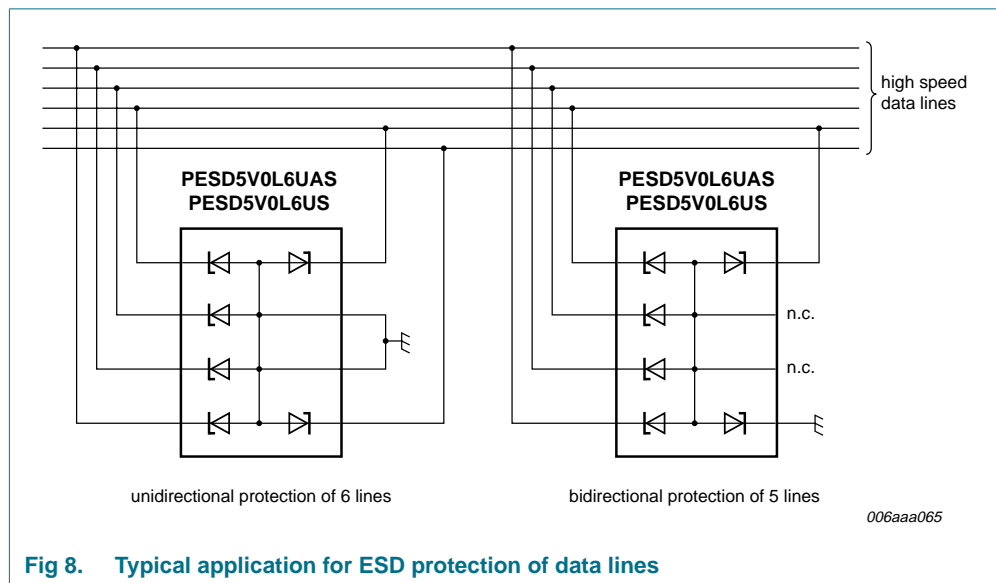 high speed
data lines
PESD5V0L6UAS
PESD5V0L6US
PESD5V0L6UAS
PESD5V0L6US
n.c.
n.c.
unidirectional protection of 6 lines
bidirectional protection of 5 lines
006aaa065
Fig 8. Typical application for ESD protection of data lines